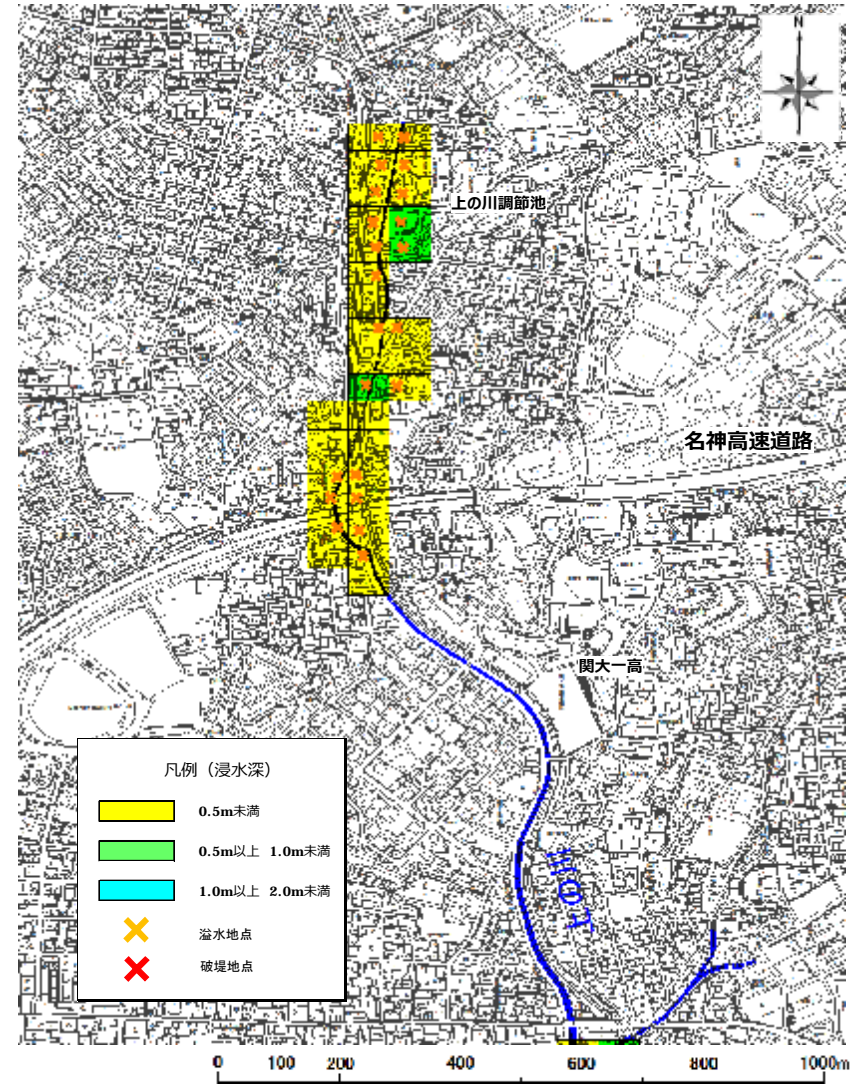 N
上の川調節池
名神高速道路
関大一高
凡例（浸水深）
0.5m未満
0.5m以上 1.0m未満
1.0m以上 2.0m未満
溢水地点
破堤地点
上の川
0 100 200 400 600 800 1000m